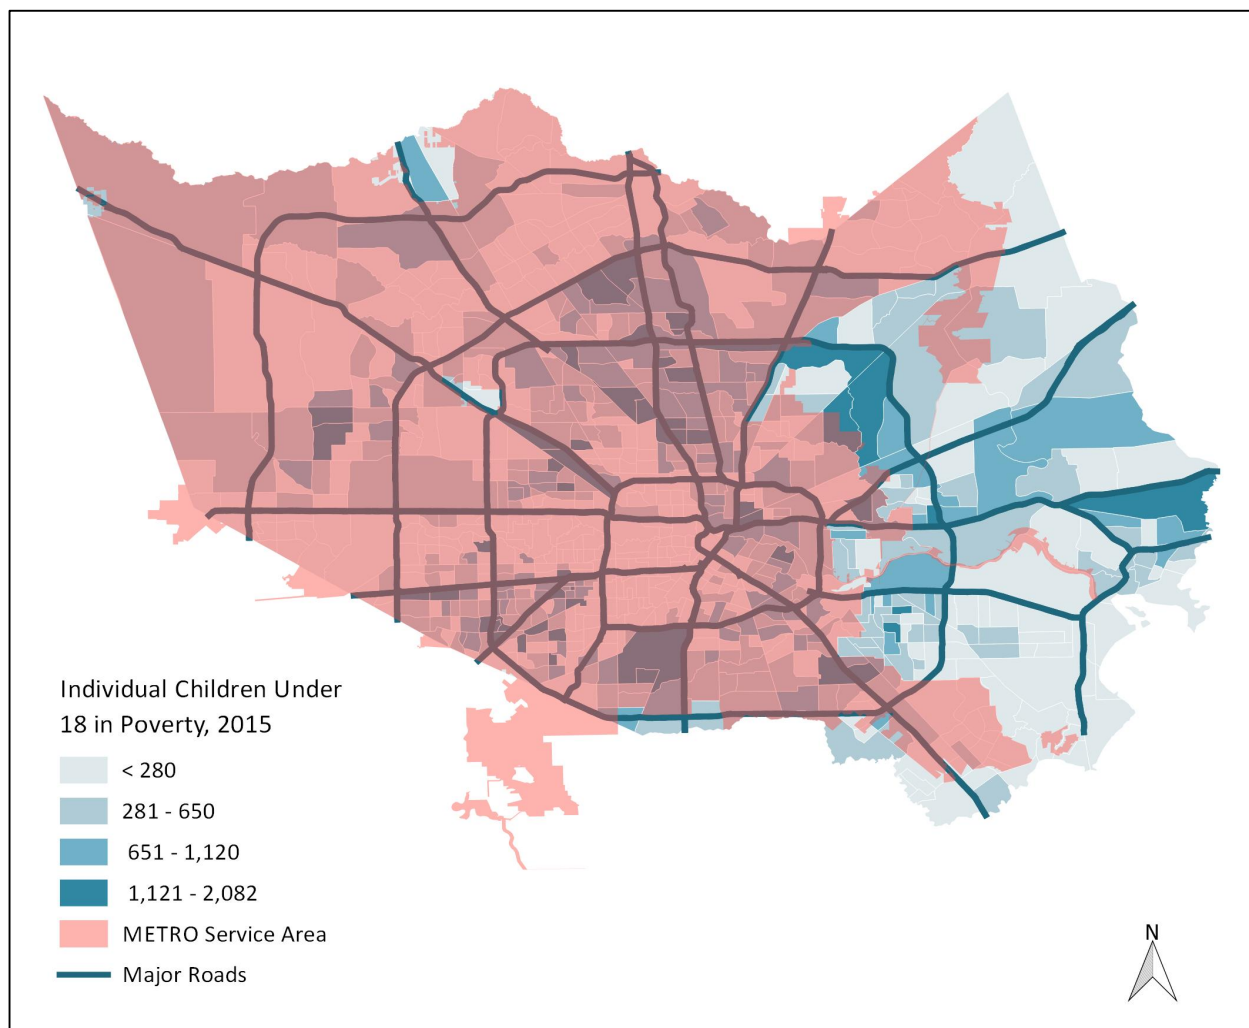 Individual Children Under
18 in Poverty, 2015
< 280
281 - 650
651 - 1,120
1,121 - 2,082
METRO Service Area
Major Roads
N